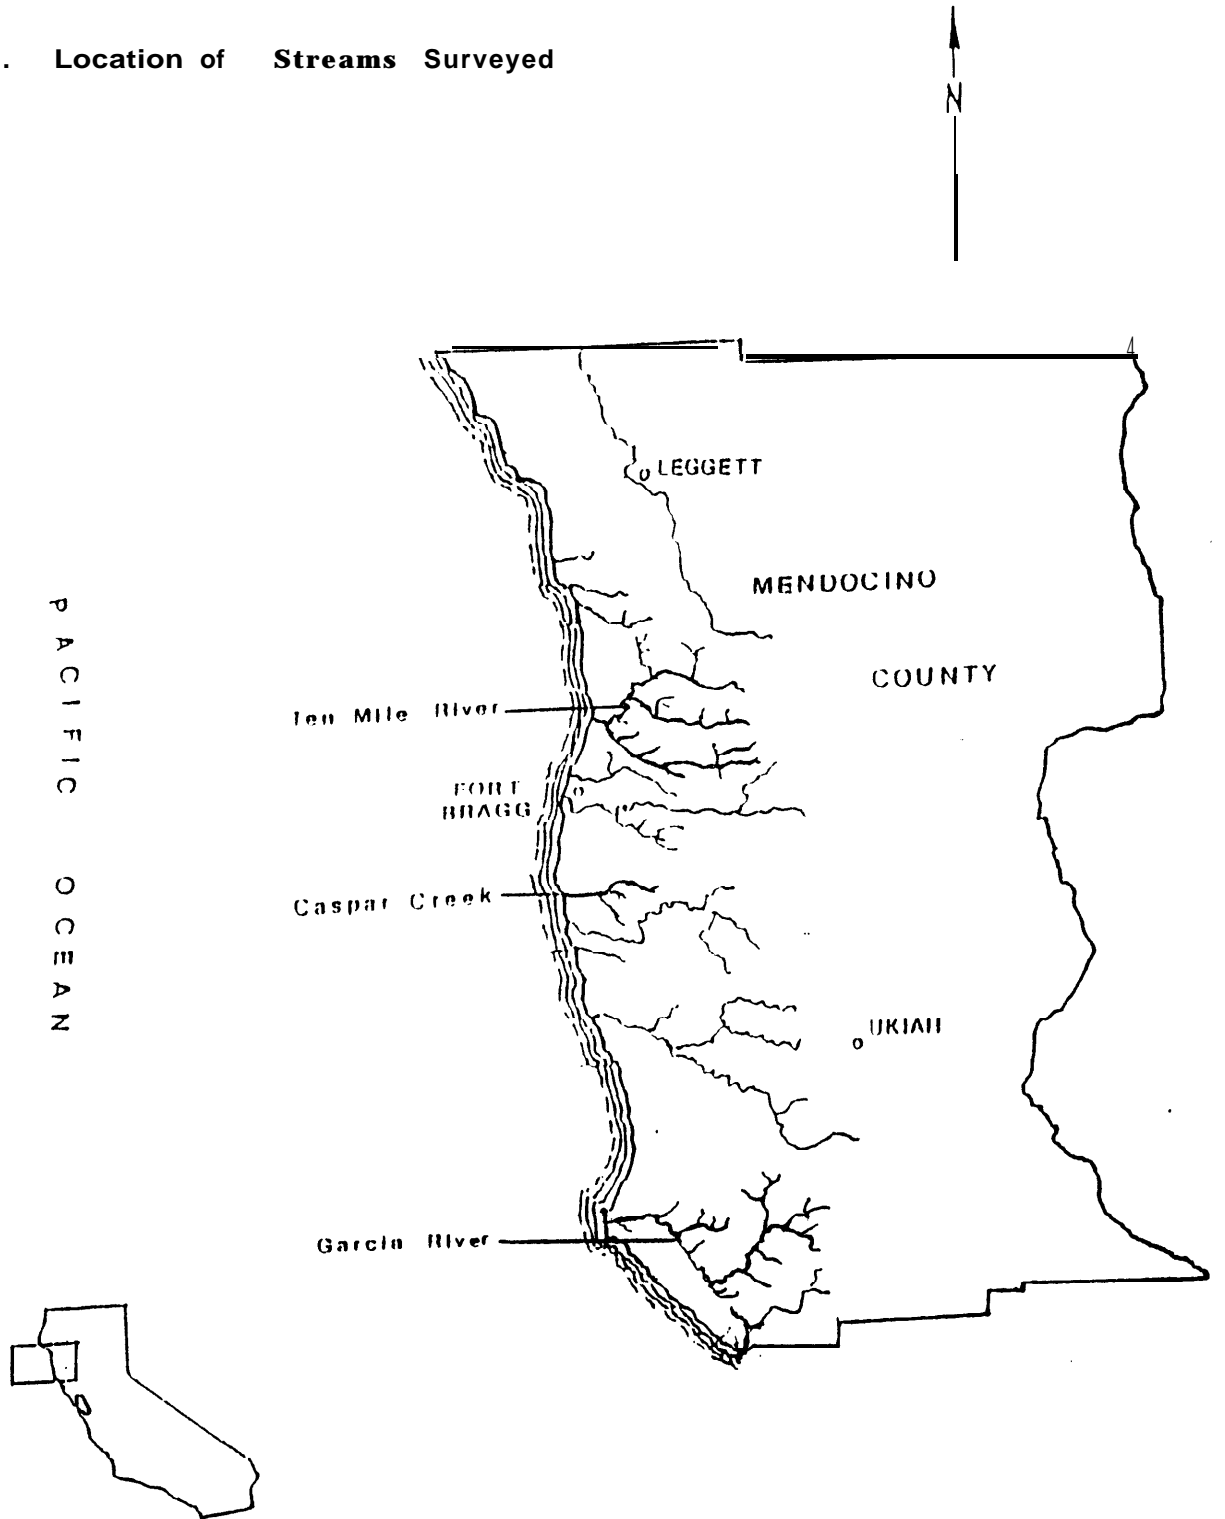 . Location of Streams Surveyed
N
4
LEGGETT
MENDOCINO
COUNTY
PACIFIC OCEAN
Ten Mile River
FORT
BRAGG
Caspar Creek
UKIAH
Garcia River